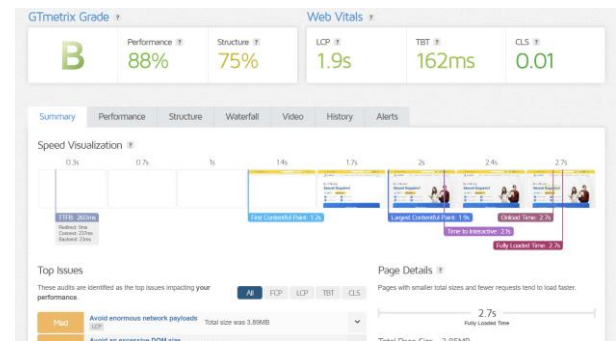 GTmetrix Grade ?
Web Vitals ?
B
Performance ?
88%
Structure ?
75%
LCP ?
1.9s
TBT ?
162ms
CLS ?
0.01
Summary Performance Structure Waterfall Video History Alerts
Speed Visualization ?
0.3s 0.7s 1s 1.4s 1.7s 2s 2.4s 2.7s
First Contentful Paint: 1.2s
Largest Contentful Paint: 1.9s
Onload Time: 2.7s
Time to Interactive: 2.1s
Fully Loaded Time: 2.7s
Redirect: 0ms
Backend: 23ms
Top Issues
These audits are identified as the top issues impacting your
performance.
All FCP LCP TBT CLS
Med
Avoid enormous network payloads
LCP
Total size was 3.89MB
Avoid an excessive DOM size
Page Details ?
Pages with smaller total sizes and fewer requests tend to load faster.
2.7s
Fully Loaded Time